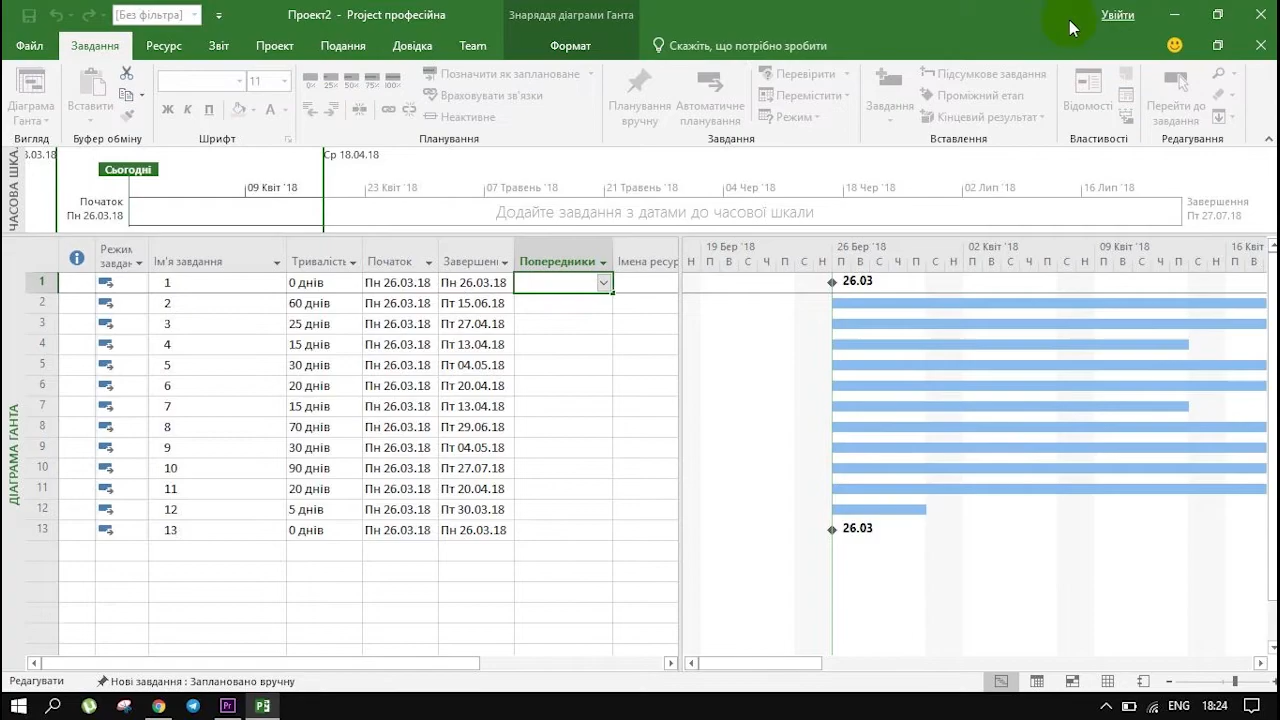 [Без фільтра]
Проект2 - Project професійна
Знаряддя діаграми Ганта
Увійти
Файл Завдання Ресурс Звіт Проект Подання Довідка Team Формат Скажіть, що потрібно зробити
Діаграма Ганта
Вигляд
Вставити
Буфер обміну
11
Ж К П А
Шрифт
0% 25% 50% 75% 100%
Позначити як заплановане
Враховувати зв'язки
Неактивне
Планування
Планування вручну
Автоматичне планування
Перевірити
Перемістити
Режим
Завдання
Завдання
Підсумкове завдання
Проміжний етап
Кінцевий результат
Вставлення
Відомості
Властивості
Перейти до завдання
Редагування
ЧАСОВА ШКА
3.03.18
Ср 18.04.18
Сьогодні
09 Квіт '18 23 Квіт '18 07 Травень '18 21 Травень '18 04 Чер '18 18 Чер '18 02 Лип '18 16 Лип '18
Початок
Пн 26.03.18
Додайте завдання з датами до часової шкали
Завершення
Пт 27.07.18
ДІАГРАМА ГАНТА
Режим завдан Ім'я завдання Тривалість Початок Завершенн Попередники Імена ресур
19 Бер '18 26 Бер '18 02 Квіт '18 09 Квіт '18 16 Квіт
Н П В С Ч П С Н П В С Ч П С Н П В С Ч П С Н П В С Ч П С Н П В
1 1 0 днів Пн 26.03.18 Пн 26.03.18 26.03
2 2 60 днів Пн 26.03.18 Пт 15.06.18
3 3 25 днів Пн 26.03.18 Пт 27.04.18
4 4 15 днів Пн 26.03.18 Пт 13.04.18
5 5 30 днів Пн 26.03.18 Пт 04.05.18
6 6 20 днів Пн 26.03.18 Пт 20.04.18
7 7 15 днів Пн 26.03.18 Пт 13.04.18
8 8 70 днів Пн 26.03.18 Пт 29.06.18
9 9 30 днів Пн 26.03.18 Пт 04.05.18
10 10 90 днів Пн 26.03.18 Пт 27.07.18
11 11 20 днів Пн 26.03.18 Пт 20.04.18
12 12 5 днів Пн 26.03.18 Пт 30.03.18
13 13 0 днів Пн 26.03.18 Пн 26.03.18 26.03
Редагувати Нові завдання : Заплановано вручну
Pr P ENG 18:24